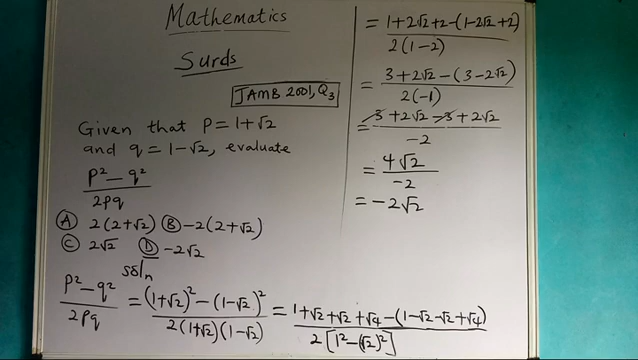 Mathematics
Surds
JAMB 2001, Q3
Given that P = 1+√2
and q = 1-√2, evaluate
P² - q²
2pq
Ⓐ 2(2+√2) Ⓑ -2(2+√2)
Ⓒ 2√2 Ⓓ -2√2
soln
P² - q² / 2pq = (1+√2)² - (1-√2)² / 2(1+√2)(1-√2) = 1+√2+√2+√4-(1-√2-√2+√4) / 2[1²-(√2)²]
= 1+2√2+2-(1-2√2+2) / 2(1-2)
= 3+2√2-(3-2√2) / 2(-1)
= 3+2√2-3+2√2 / -2
= 4√2 / -2
= -2√2